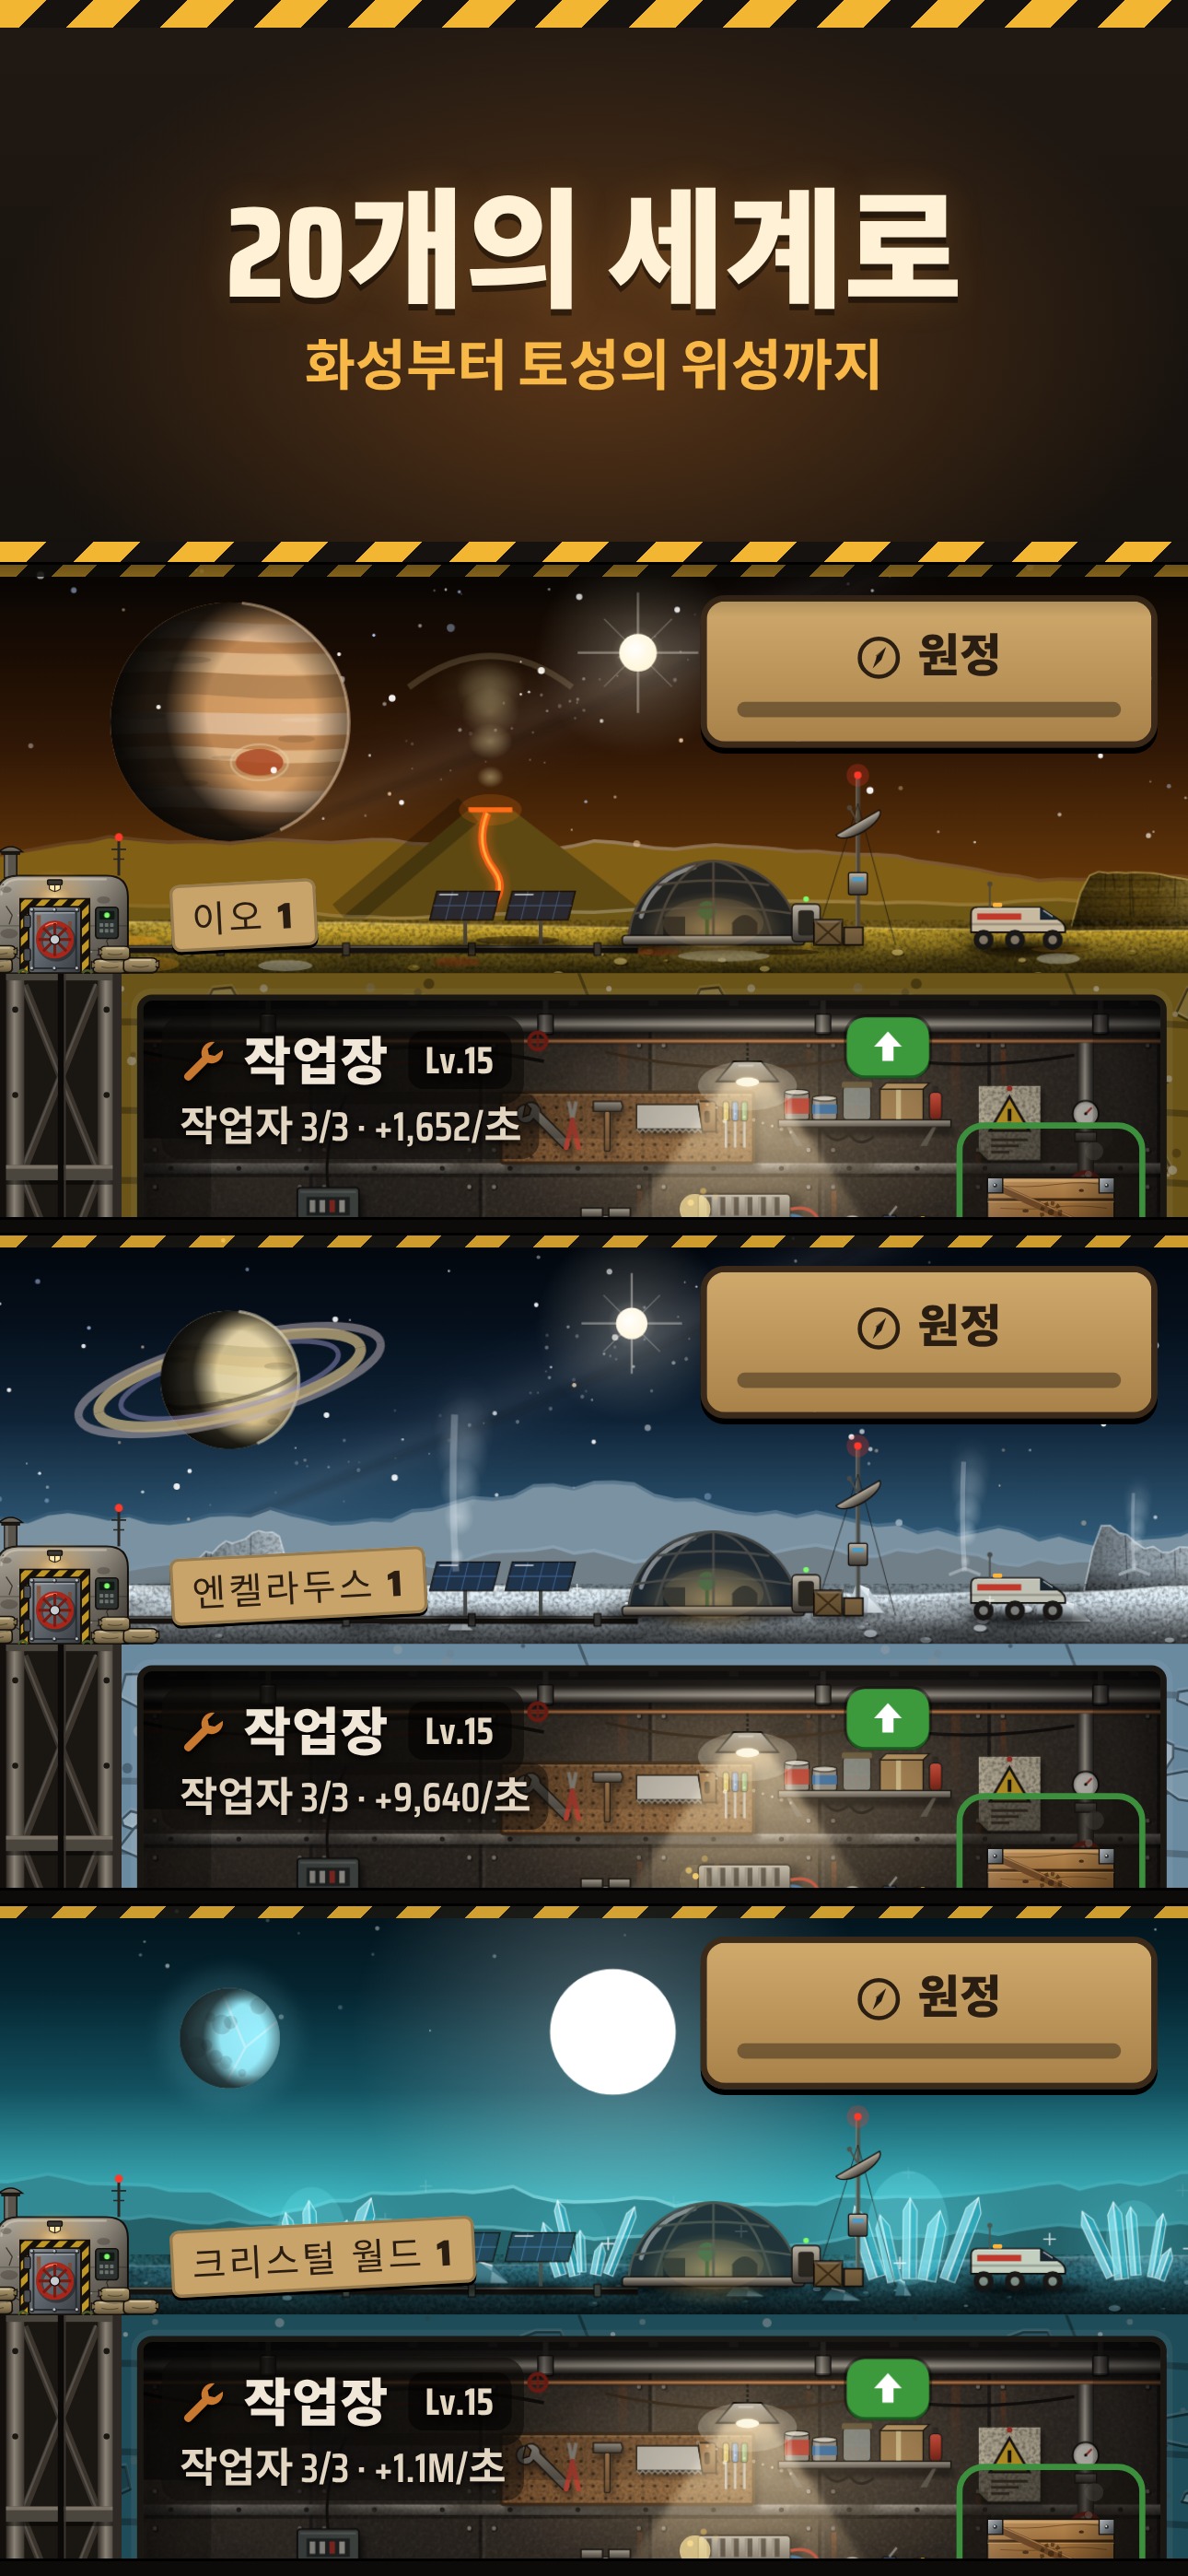 20개의 세계로
화성부터 토성의 위성까지
원정
이오 1
작업장 Lv.15
작업자 3/3 · +1,652/초
원정
엔켈라두스 1
작업장 Lv.15
작업자 3/3 · +9,640/초
원정
크리스털 월드 1
작업장 Lv.15
작업자 3/3 · +1.1M/초